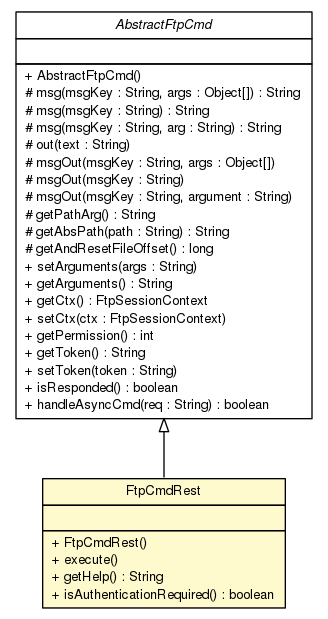 AbstractFtpCmd
+ AbstractFtpCmd()
# msg(msgKey : String, args : Object[]) : String
# msg(msgKey : String) : String
# msg(msgKey : String, arg : String) : String
# out(text : String)
# msgOut(msgKey : String, args : Object[])
# msgOut(msgKey : String)
# msgOut(msgKey : String, argument : String)
# getPathArg() : String
# getAbsPath(path : String) : String
# getAndResetFileOffset() : long
+ setArguments(args : String)
+ getArguments() : String
+ getCtx() : FtpSessionContext
+ setCtx(ctx : FtpSessionContext)
+ getPermission() : int
+ getToken() : String
+ setToken(token : String)
+ isResponded() : boolean
+ handleAsyncCmd(req : String) : boolean
FtpCmdRest
+ FtpCmdRest()
+ execute()
+ getHelp() : String
+ isAuthenticationRequired() : boolean